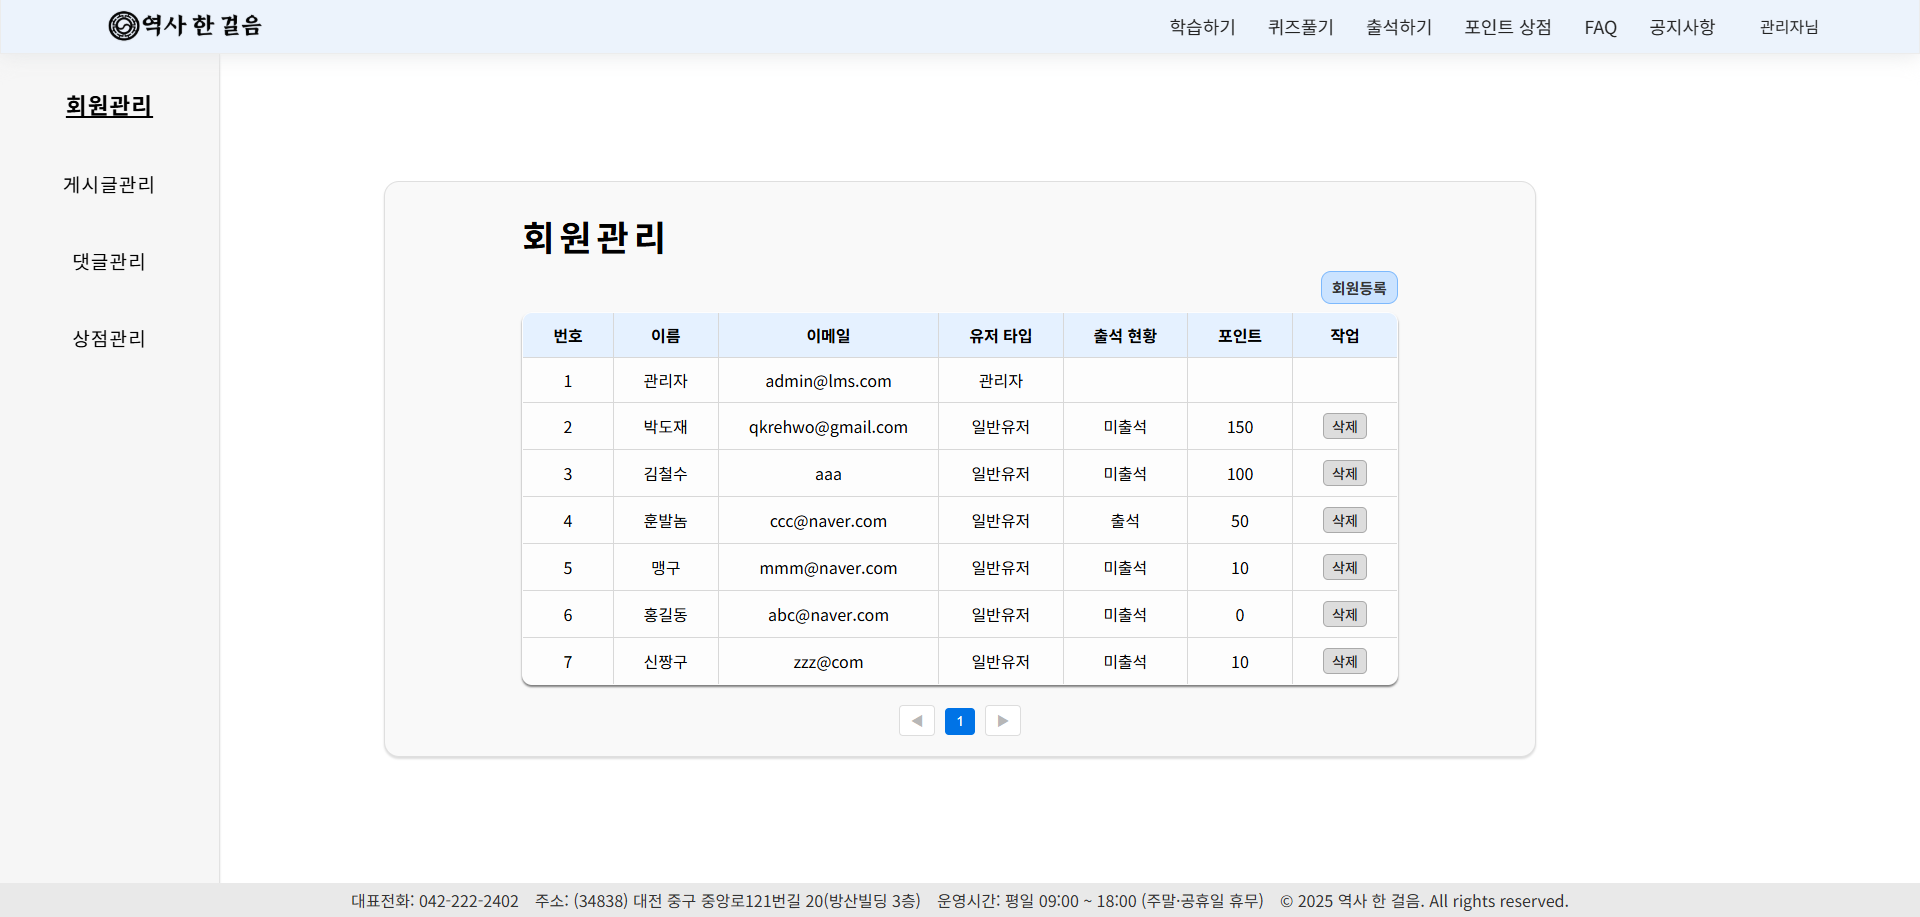 역사 한 걸음
학습하기 퀴즈풀기 출석하기 포인트 상점 FAQ 공지사항 관리자님
회원관리
게시글관리
댓글관리
상점관리
회원관리
회원등록
번호 이름 이메일 유저 타입 출석 현황 포인트 작업
1 관리자 admin@lms.com 관리자
2 박도재 qkrehwo@gmail.com 일반유저 미출석 150 삭제
3 김철수 aaa 일반유저 미출석 100 삭제
4 훈발놈 ccc@naver.com 일반유저 출석 50 삭제
5 맹구 mmm@naver.com 일반유저 미출석 10 삭제
6 홍길동 abc@naver.com 일반유저 미출석 0 삭제
7 신짱구 zzz@com 일반유저 미출석 10 삭제
◀ 1 ▶
대표전화: 042-222-2402 주소: (34838) 대전 중구 중앙로121번길 20(방산빌딩 3층) 운영시간: 평일 09:00 ~ 18:00 (주말·공휴일 휴무) © 2025 역사 한 걸음. All rights reserved.